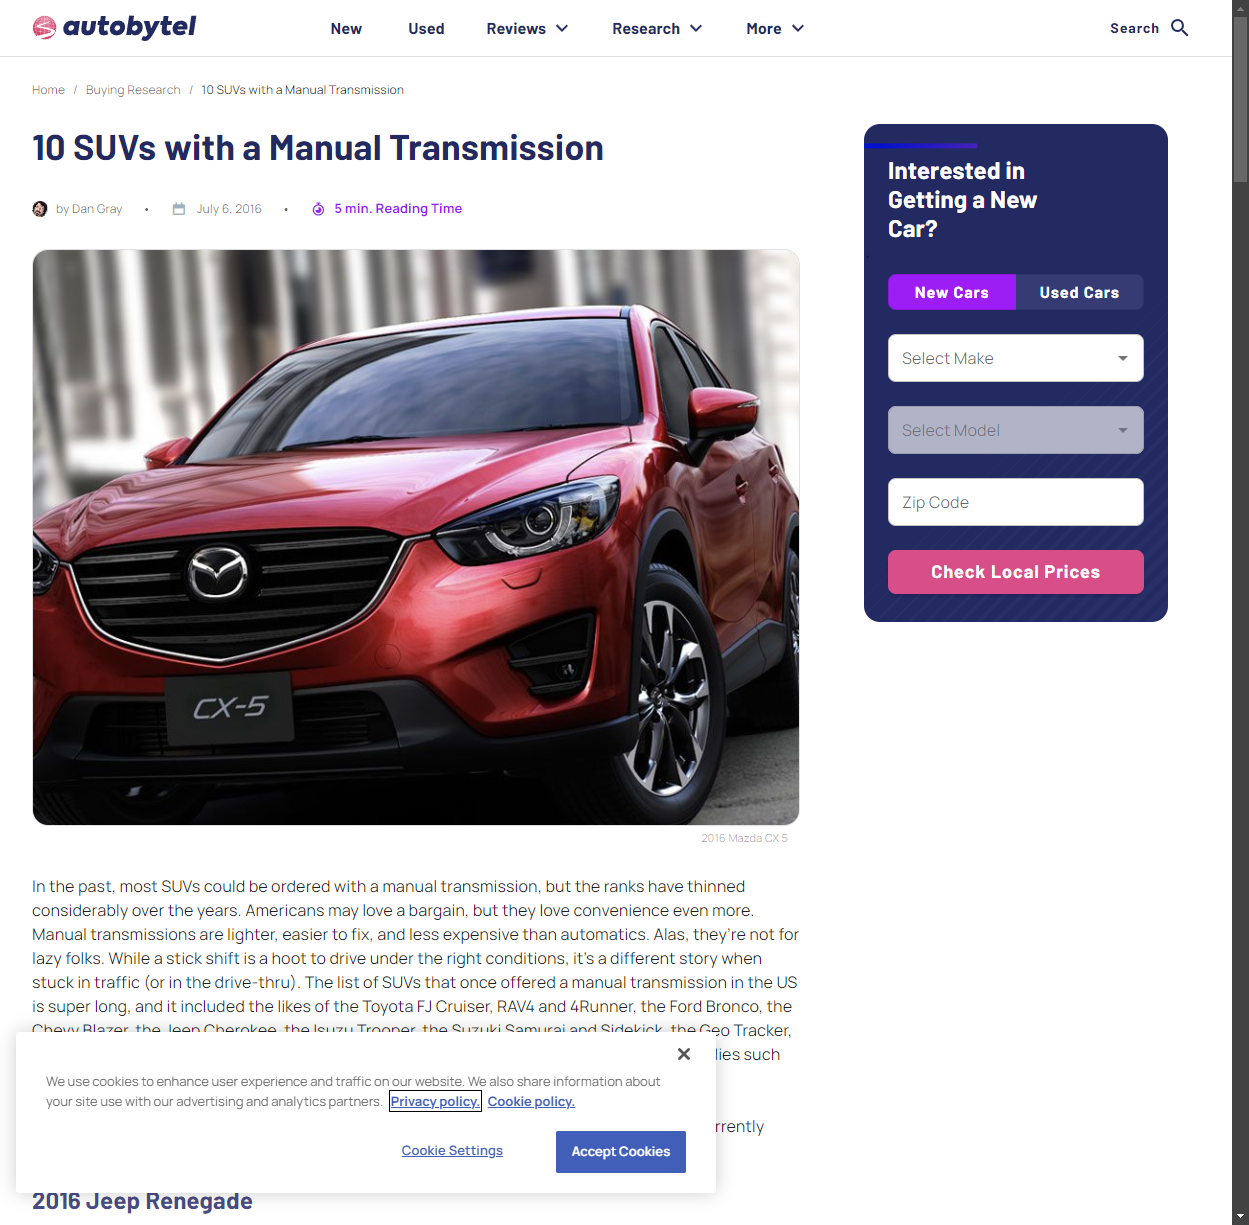 autobytel
New
Used
Reviews
Research
More
Search
Home / Buying Research / 10 SUVs with a Manual Transmission
10 SUVs with a Manual Transmission
by Dan Gray • July 6, 2016 • 5 min. Reading Time
CX-5
2016 Mazda CX 5
In the past, most SUVs could be ordered with a manual transmission, but the ranks have thinned
considerably over the years. Americans may love a bargain, but they love convenience even more.
Manual transmissions are lighter, easier to fix, and less expensive than automatics. Alas, they're not for
lazy folks. While a stick shift is a hoot to drive under the right conditions, it's a different story when
stuck in traffic (or in the drive-thru). The list of SUVs that once offered a manual transmission in the US
is super long, and it included the likes of the Toyota FJ Cruiser, RAV4 and 4Runner, the Ford Bronco, the
Chevy Blazer, the Jeep Cherokee, the Isuzu Trooper, the Suzuki Samurai and Sidekick, the Geo Tracker,
such
2016 Jeep Renegade
Interested in
Getting a New
Car?
New Cars
Used Cars
Select Make
Select Model
Zip Code
Check Local Prices
We use cookies to enhance user experience and traffic on our website. We also share information about
your site use with our advertising and analytics partners. Privacy policy. Cookie policy.
Cookie Settings
Accept Cookies